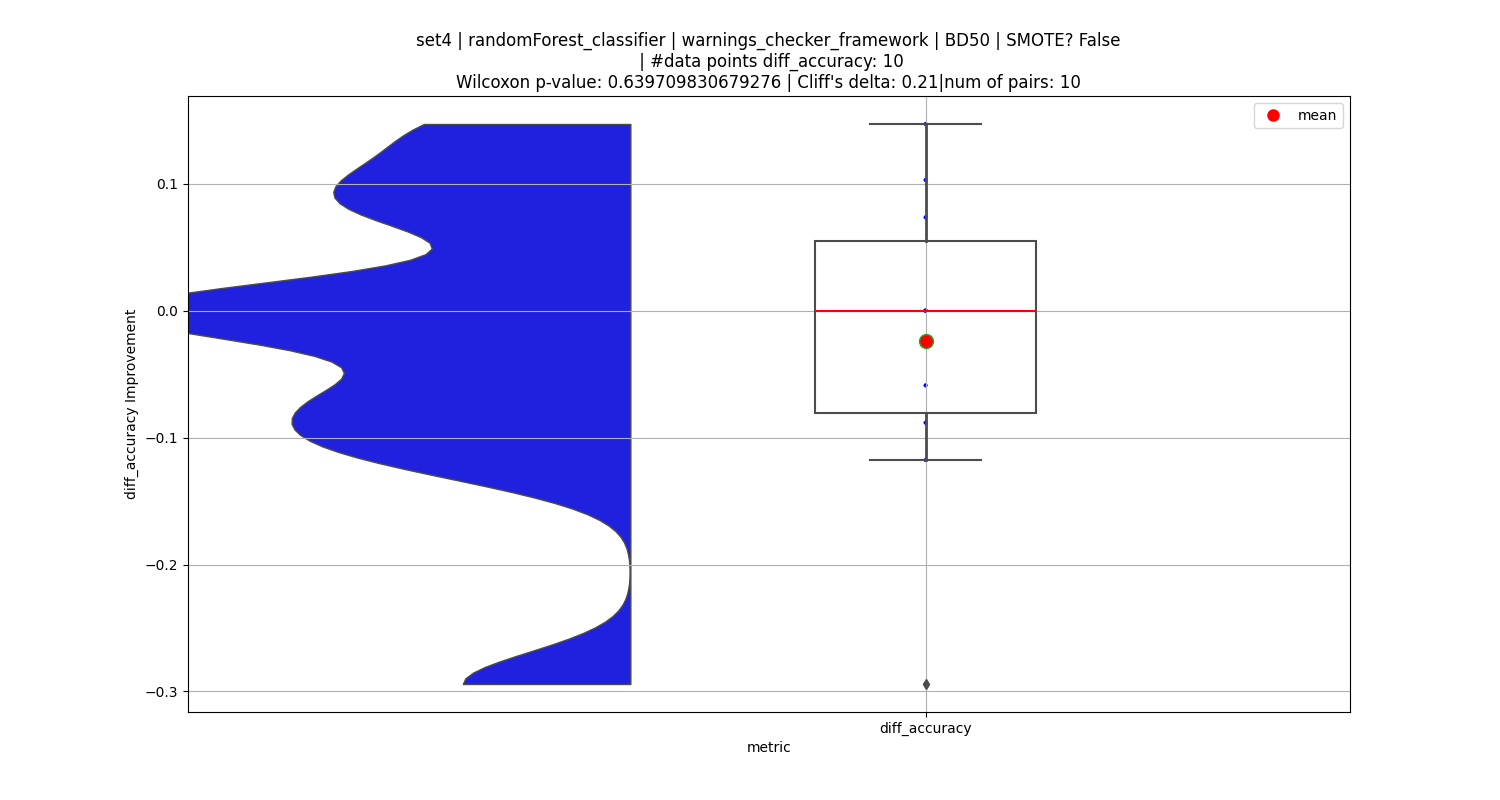 set4 | randomForest_classifier | warnings_checker_framework | BD50 | SMOTE? False
| #data points diff_accuracy: 10
Wilcoxon p-value: 0.639709830679276 | Cliff's delta: 0.21|num of pairs: 10
mean
0.1
0.0
−0.1
−0.2
−0.3
diff_accuracy Improvement
diff_accuracy
metric